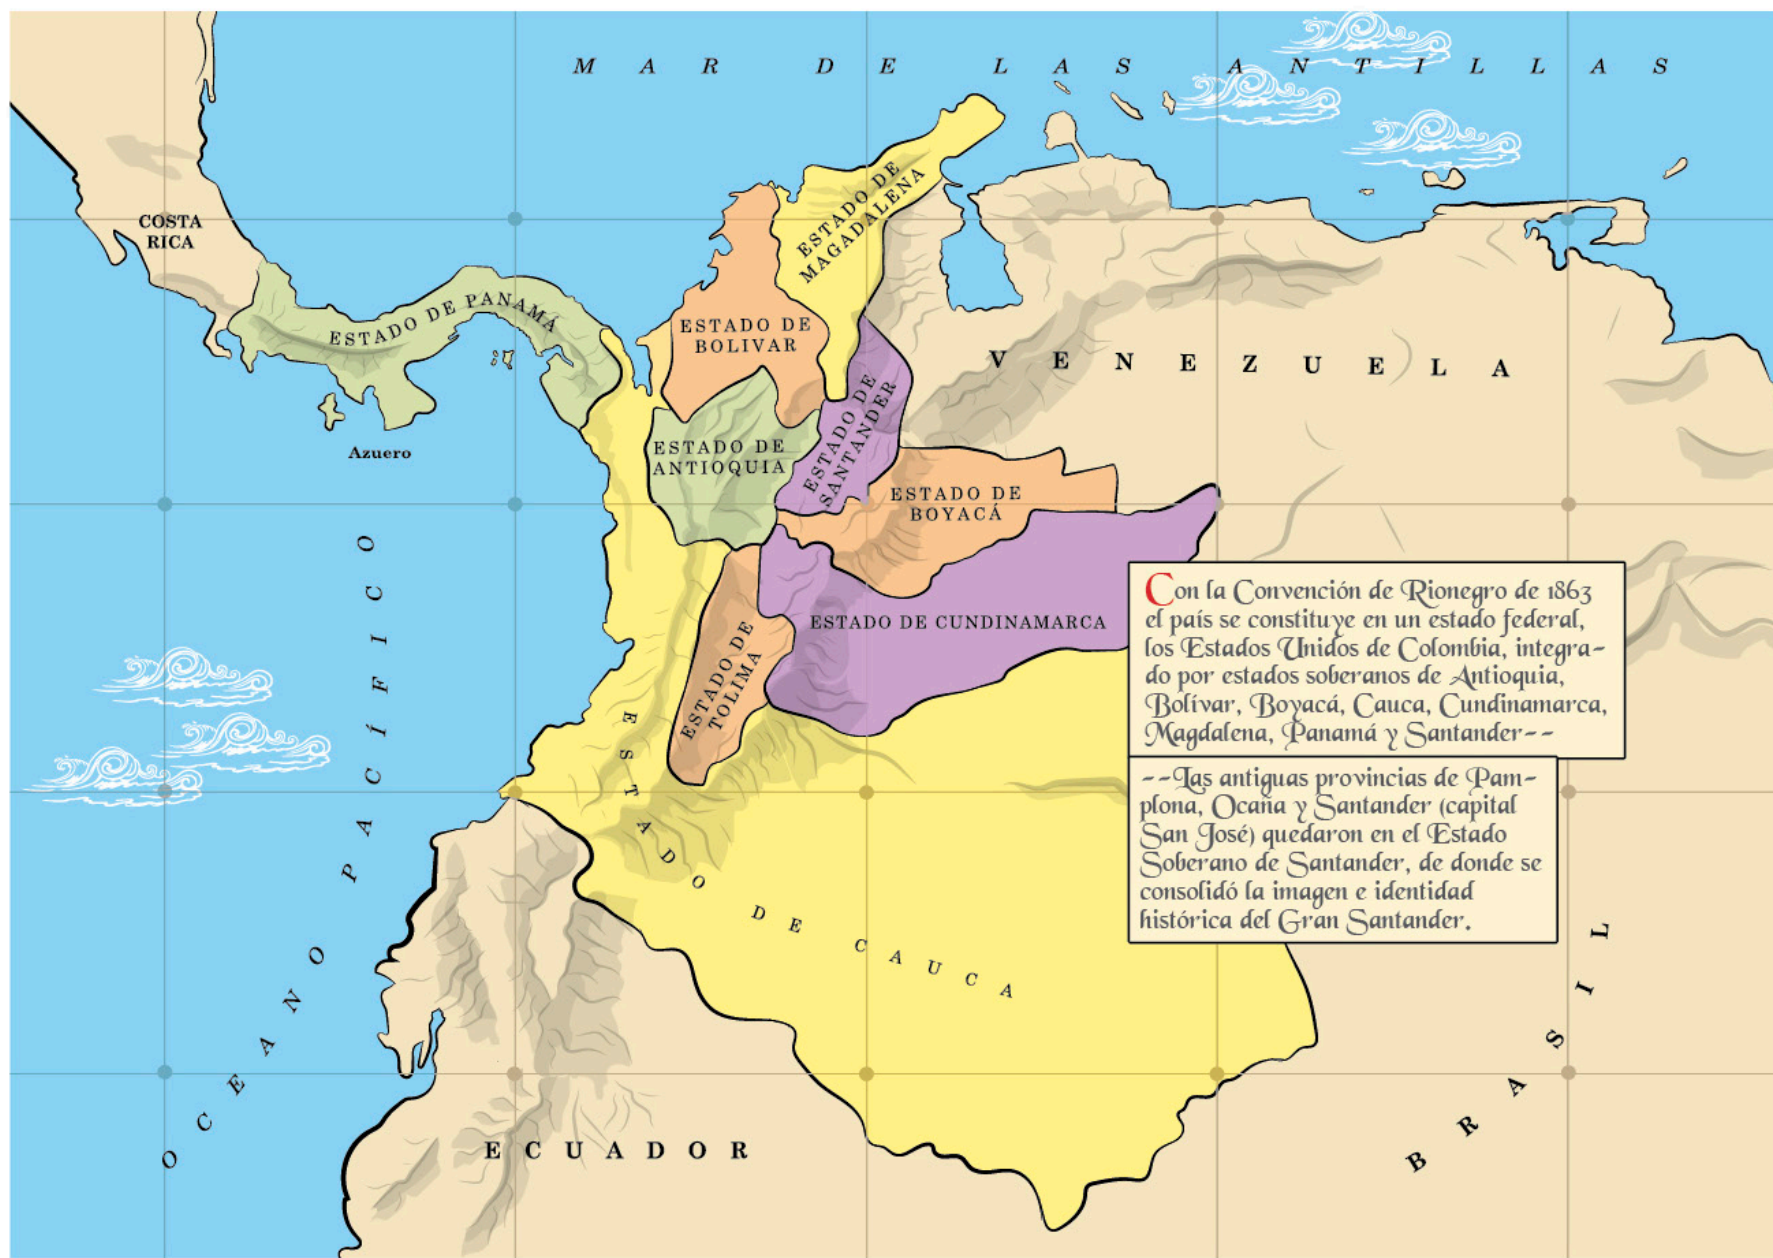 MAR DE LAS ANTILLAS
COSTA
RICA
ESTADO DE
MAGADALENA
ESTADO DE PANAMÁ
ESTADO DE
BOLIVAR
VENEZUELA
ESTADO DE
SANTANDER
Azuero
ESTADO DE
ANTIOQUIA
ESTADO DE
BOYACÁ
OCEANO PACÍFICO
ESTADO DE CUNDINAMARCA
ESTADO DE
TOLIMA
ESTADO DE CAUCA
Con la Convención de Rionegro de 1863
el país se constituye en un estado federal,
los Estados Unidos de Colombia, integra-
do por estados soberanos de Antioquia,
Bolívar, Boyacá, Cauca, Cundinamarca,
Magdalena, Panamá y Santander--
--Las antiguas provincias de Pam-
plona, Ocaña y Santander (capital
San José) quedaron en el Estado
Soberano de Santander, de donde se
consolidó la imagen e identidad
histórica del Gran Santander.
BRASIL
ECUADOR